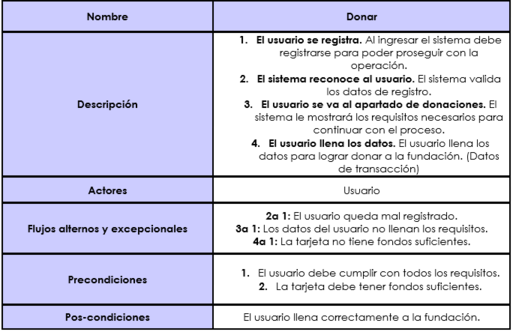 Nombre
Donar
Descripción
1. El usuario se registra. Al ingresar el sistema debe
registrarse para poder proseguir con la
operación.
2. El sistema reconoce al usuario. El sistema valida
los datos de registro.
3. El usuario se va al apartado de donaciones. El
sistema le mostrará los requisitos necesarios para
continuar con el proceso.
4. El usuario llena los datos. El usuario llena los
datos para lograr donar a la fundación. (Datos
de transacción)
Actores
Usuario
Flujos alternos y excepcionales
2a 1: El usuario queda mal registrado.
3a 1: Los datos del usuario no llenan los requisitos.
4a 1: La tarjeta no tiene fondos suficientes.
Precondiciones
1. El usuario debe cumplir con todos los requisitos.
2. La tarjeta debe tener fondos suficientes.
Pos-condiciones
El usuario llena correctamente a la fundación.